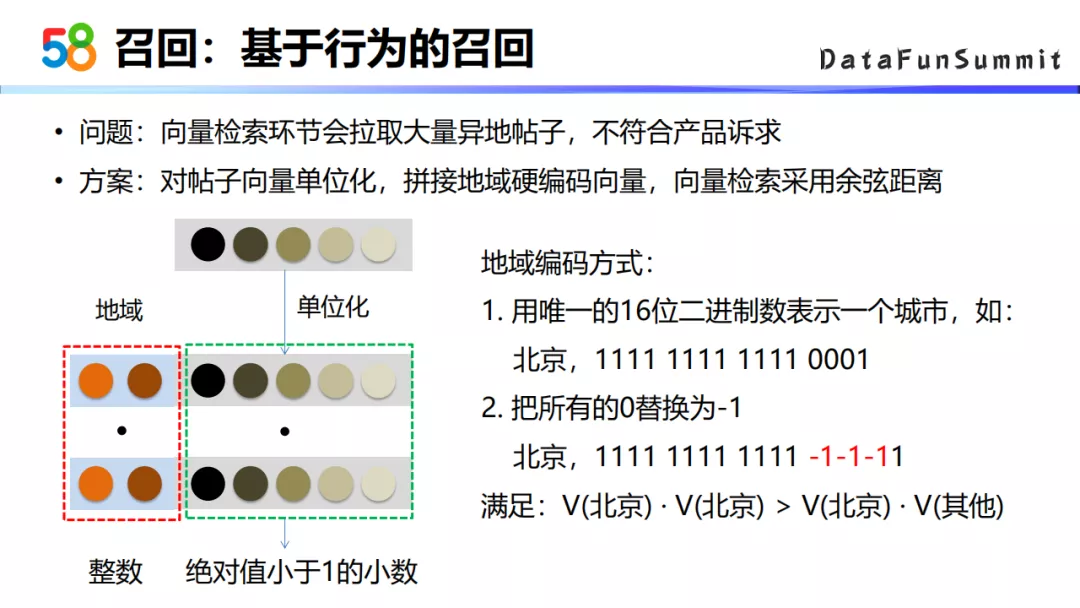 58 召回：基于行为的召回
DataFunSummit
• 问题：向量检索环节会拉取大量异地帖子，不符合产品诉求
• 方案：对帖子向量单位化，拼接地域硬编码向量，向量检索采用余弦距离
地域
单位化
整数
绝对值小于1的小数
地域编码方式：
1. 用唯一的16位二进制数表示一个城市，如：
北京，1111 1111 1111 0001
2. 把所有的0替换为-1
北京，1111 1111 1111 -1-1-11
满足：V(北京) · V(北京) > V(北京) · V(其他)